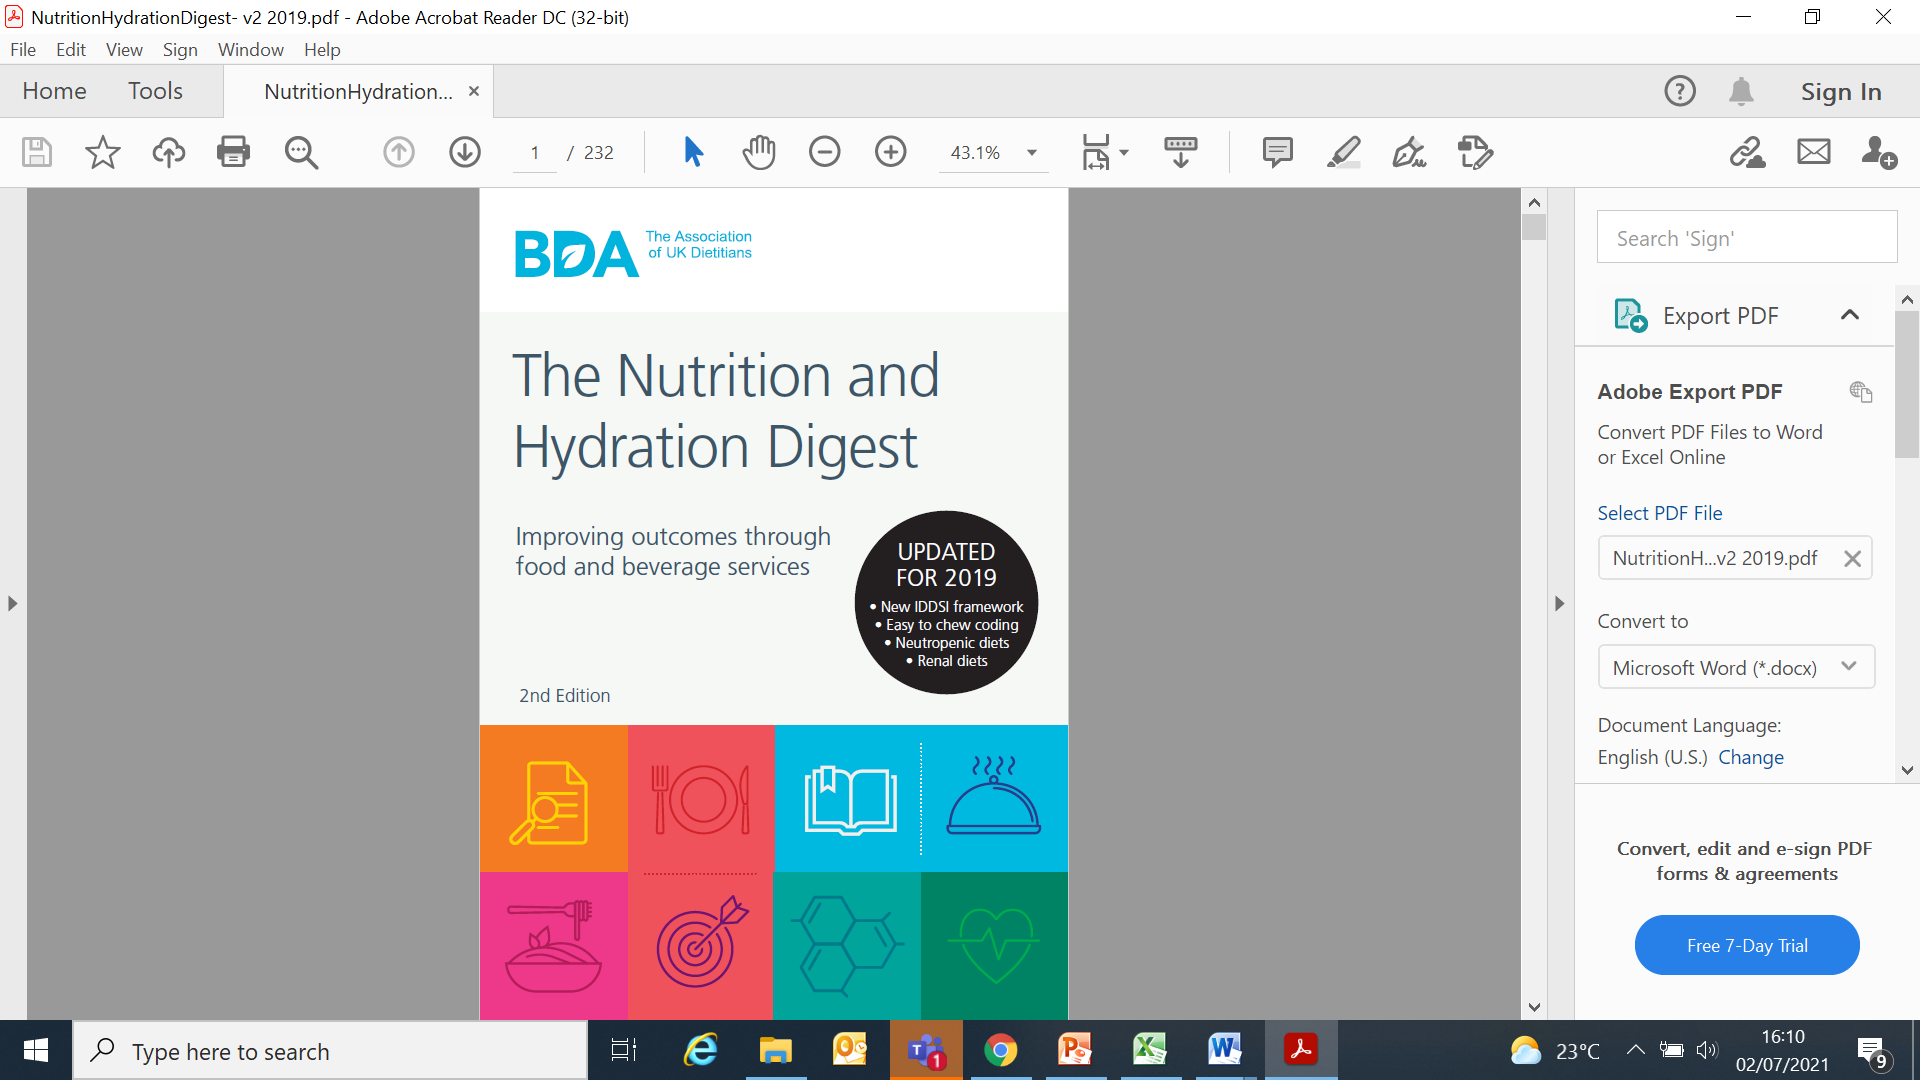 NutritionHydrationDigest- v2 2019.pdf - Adobe Acrobat Reader DC (32-bit)
File Edit View Sign Window Help
Home Tools NutritionHydration... × Sign In
1 / 232 43.1%
Search 'Sign'
Export PDF
Adobe Export PDF
Convert PDF Files to Word
or Excel Online
Select PDF File
NutritionH...v2 2019.pdf
Convert to
Microsoft Word (*.docx)
Document Language:
English (U.S.) Change
Convert, edit and e-sign PDF
forms & agreements
Free 7-Day Trial
BDA The Association
of UK Dietitians
The Nutrition and
Hydration Digest
Improving outcomes through
food and beverage services
UPDATED
FOR 2019
• New IDDSI framework
• Easy to chew coding
• Neutropenic diets
• Renal diets
2nd Edition
Type here to search
1
23°C
16:10
02/07/2021
9